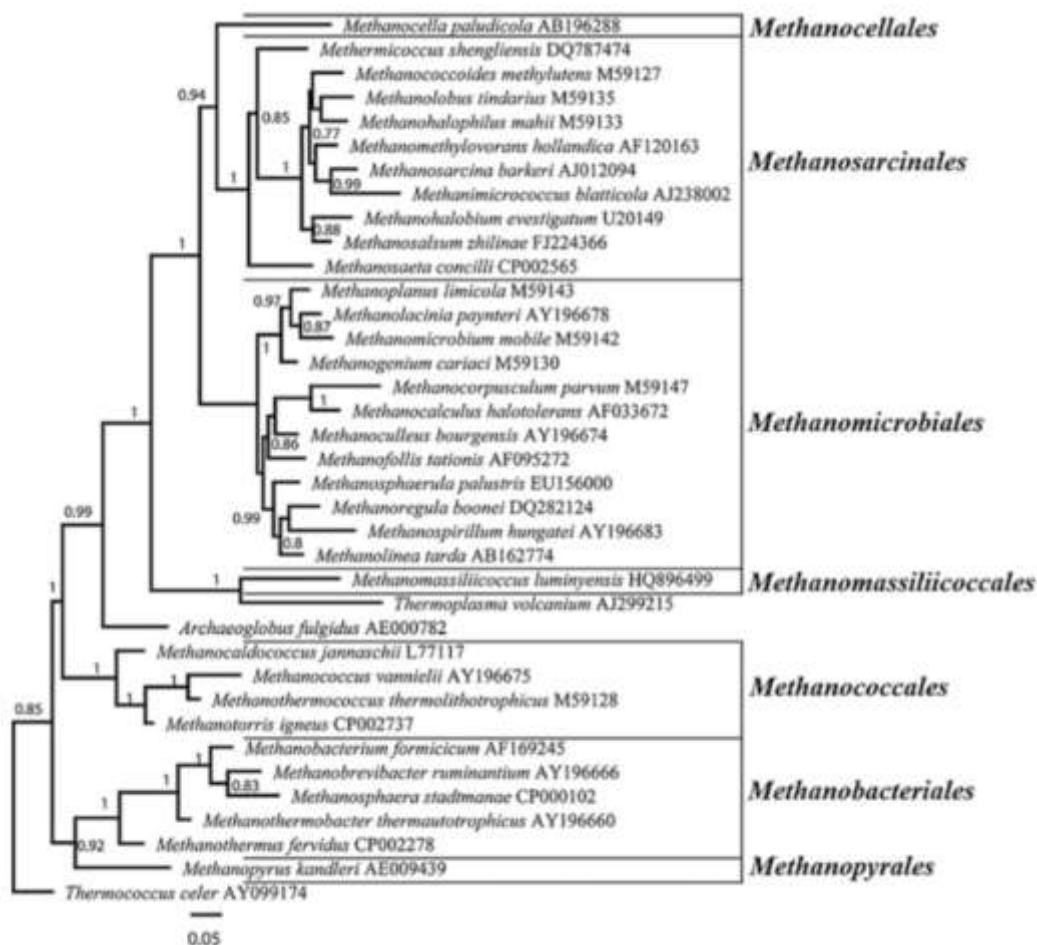 Methanocella paludicola AB196288
Methanocellales
Methermicoccus shengliensis DQ787474
Methanococcoides methylutens M59127
0.94
Methanolobus tindarius M59135
0.85
Methanohalophilus mahii M59133
0.77
Methanomethylovorans hollandica AF120163
Methanosarcinales
1
Methanosarcina barkeri AJ012094
1
0.99
Methanimicrococcus blatticola AJ238002
Methanohalobium evestigatum U20149
0.88
1
Methanosalsum zhilinae FJ224366
Methanosaeta concilli CP002565
Methanoplanus limicola M59143
0.97
Methanolacinia paynteri AY196678
0.87
Methanomicrobium mobile M59142
1
Methanogenium cariaci M59130
Methanocorpusculum parvum M59147
1
Methanocalculus halotolerans AF033672
1
Methanomicrobiales
Methanoculleus bourgensis AY196674
0.86
Methanofollis tationis AF095272
Methanosphaerula palustris EU156000
0.99
Methanoregula boonei DQ282124
0.99
Methanospirillum hungatei AY196683
0.8
Methanolinea tarda AB162774
1
Methanomassiliicoccus luminyensis HQ896499
Methanomassiliicoccales
1
Thermoplasma volcanium AJ299215
Archaeoglobus fulgidus AE000782
Methanocaldococcus jannaschii L77117
1
1
Methanococcus vannielii AY196675
Methanococcales
1
Methanothermococcus thermolithotrophicus M59128
0.85
Methanotorris igneus CP002737
Methanobacterium formicicum AF169245
1
Methanobrevibacter ruminantium AY196666
1
0.83
Methanosphaera stadtmanae CP000102
Methanobacteriales
1
Methanothermobacter thermautotrophicus AY196660
0.92
Methanothermus fervidus CP002278
Methanopyrus kandleri AE009439
Methanopyrales
Thermococcus celer AY099174
0.05